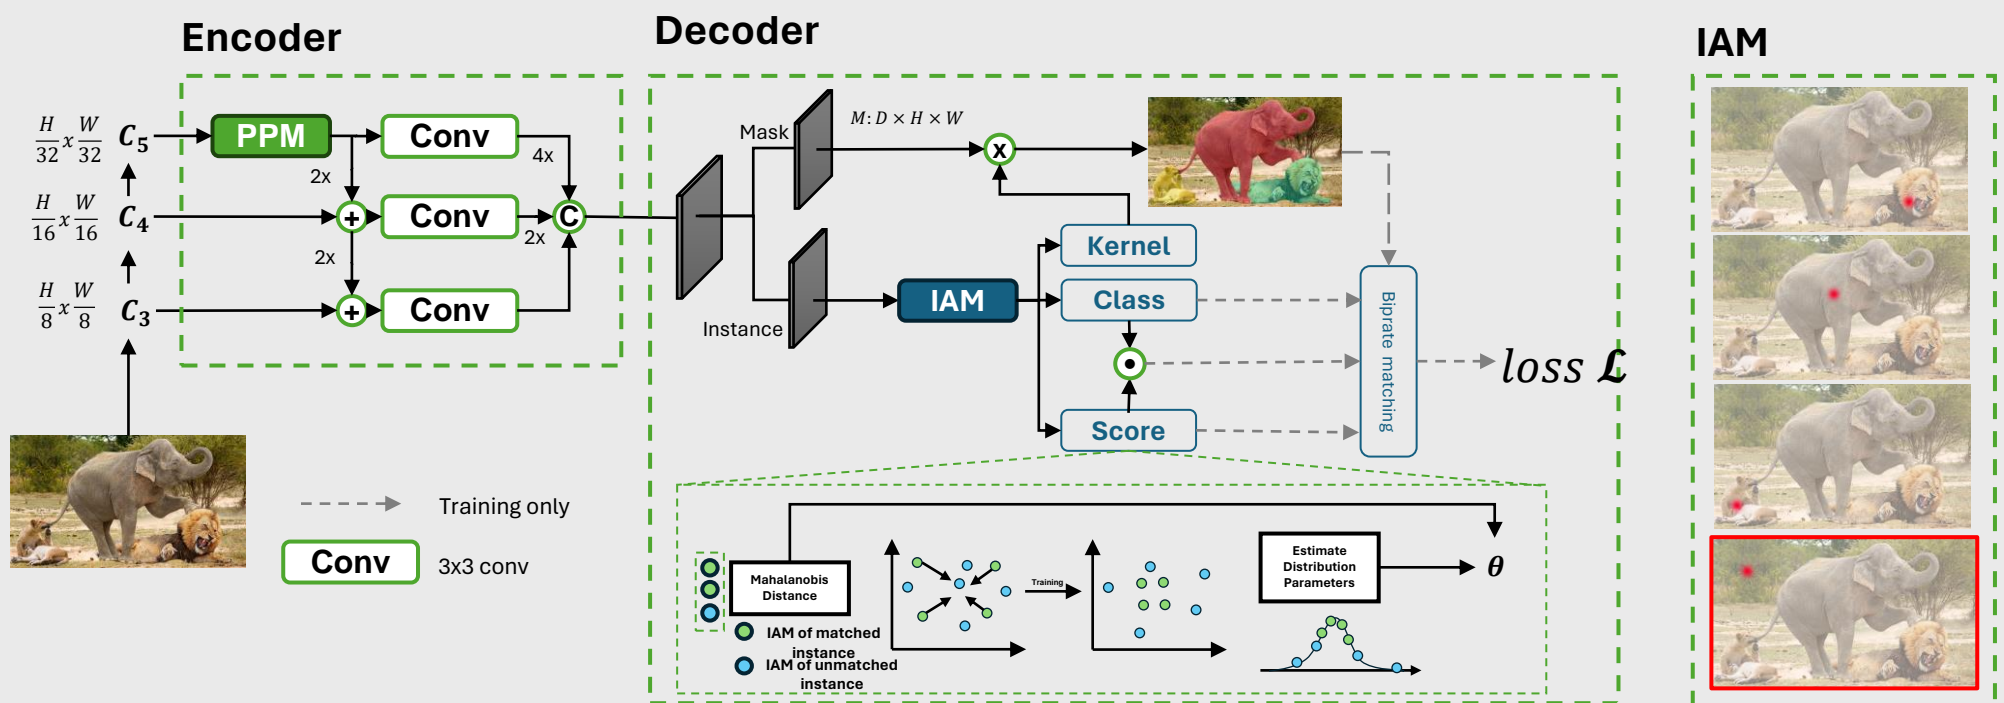 Encoder
Decoder
IAM
H/32 x W/32 C₅
PPM
Conv
4x
2x
H/16 x W/16 C₄
+
Conv
2x
C
2x
H/8 x W/8 C₃
+
Conv
Mask
M: D × H × W
x
Instance
IAM
Kernel
Class
Score
Biprate matching
loss ℒ
Training only
Conv
3x3 conv
Mahalanobis
Distance
IAM of matched
instance
IAM of unmatched
instance
Training
Estimate
Distribution
Parameters
θ